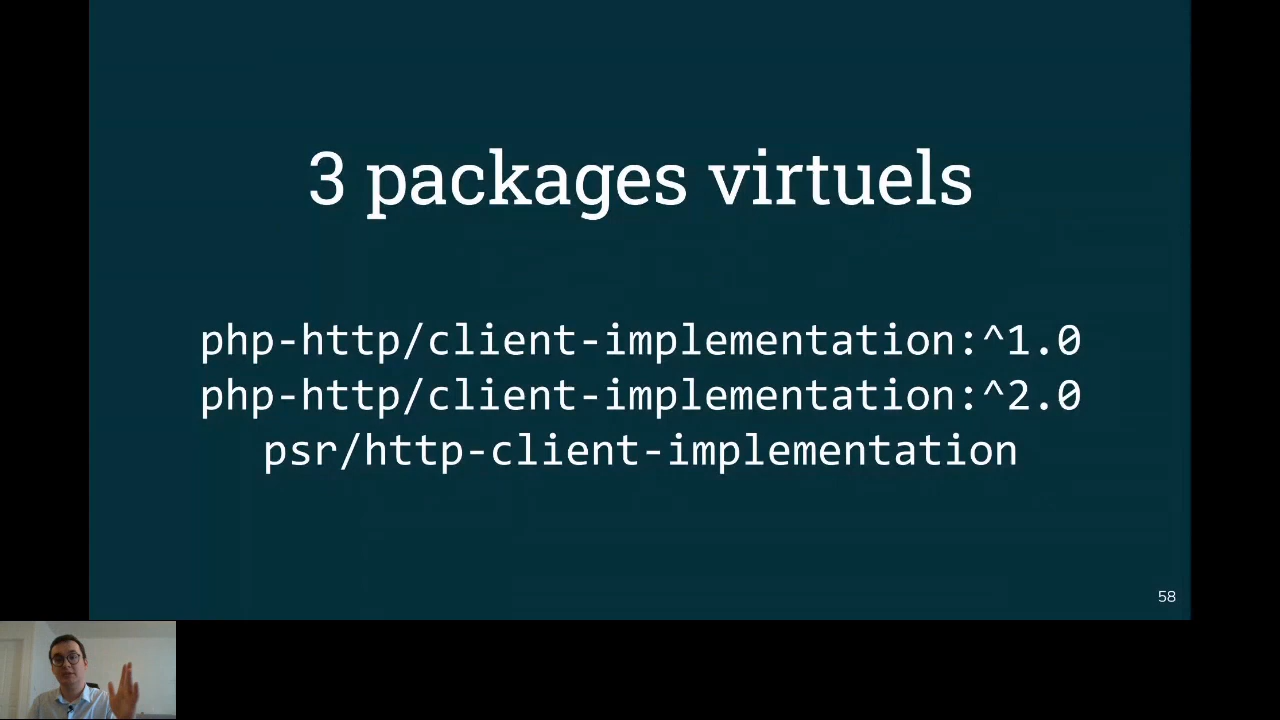 3 packages virtuels
php-http/client-implementation:^1.0
php-http/client-implementation:^2.0
psr/http-client-implementation
58